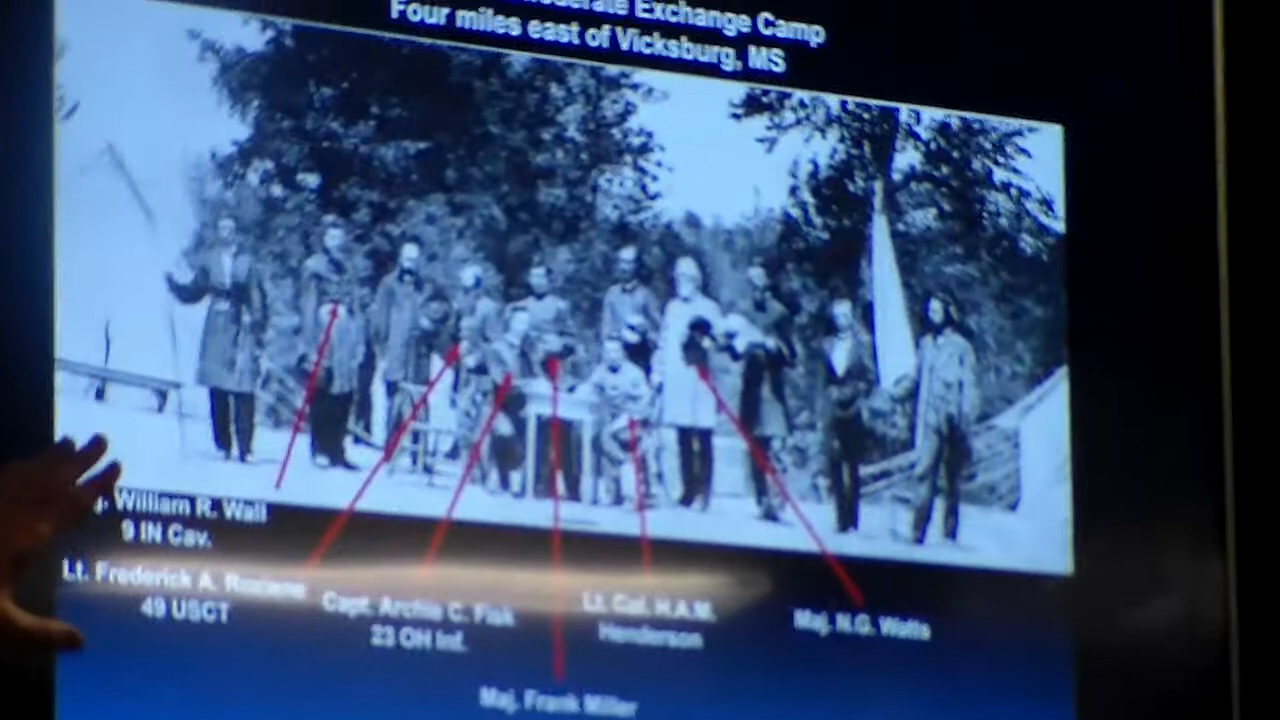 Exchange Camp
Four miles east of Vicksburg, MS
William R. Wall
9 IN Cav.
Lt. Frederick A.
49 USCT
Capt. Archie C. Fisk
23 OH Inf.
Lt. Col. H.A.M.
Henderson
Maj. N.G. Watts
Maj. Frank Miller